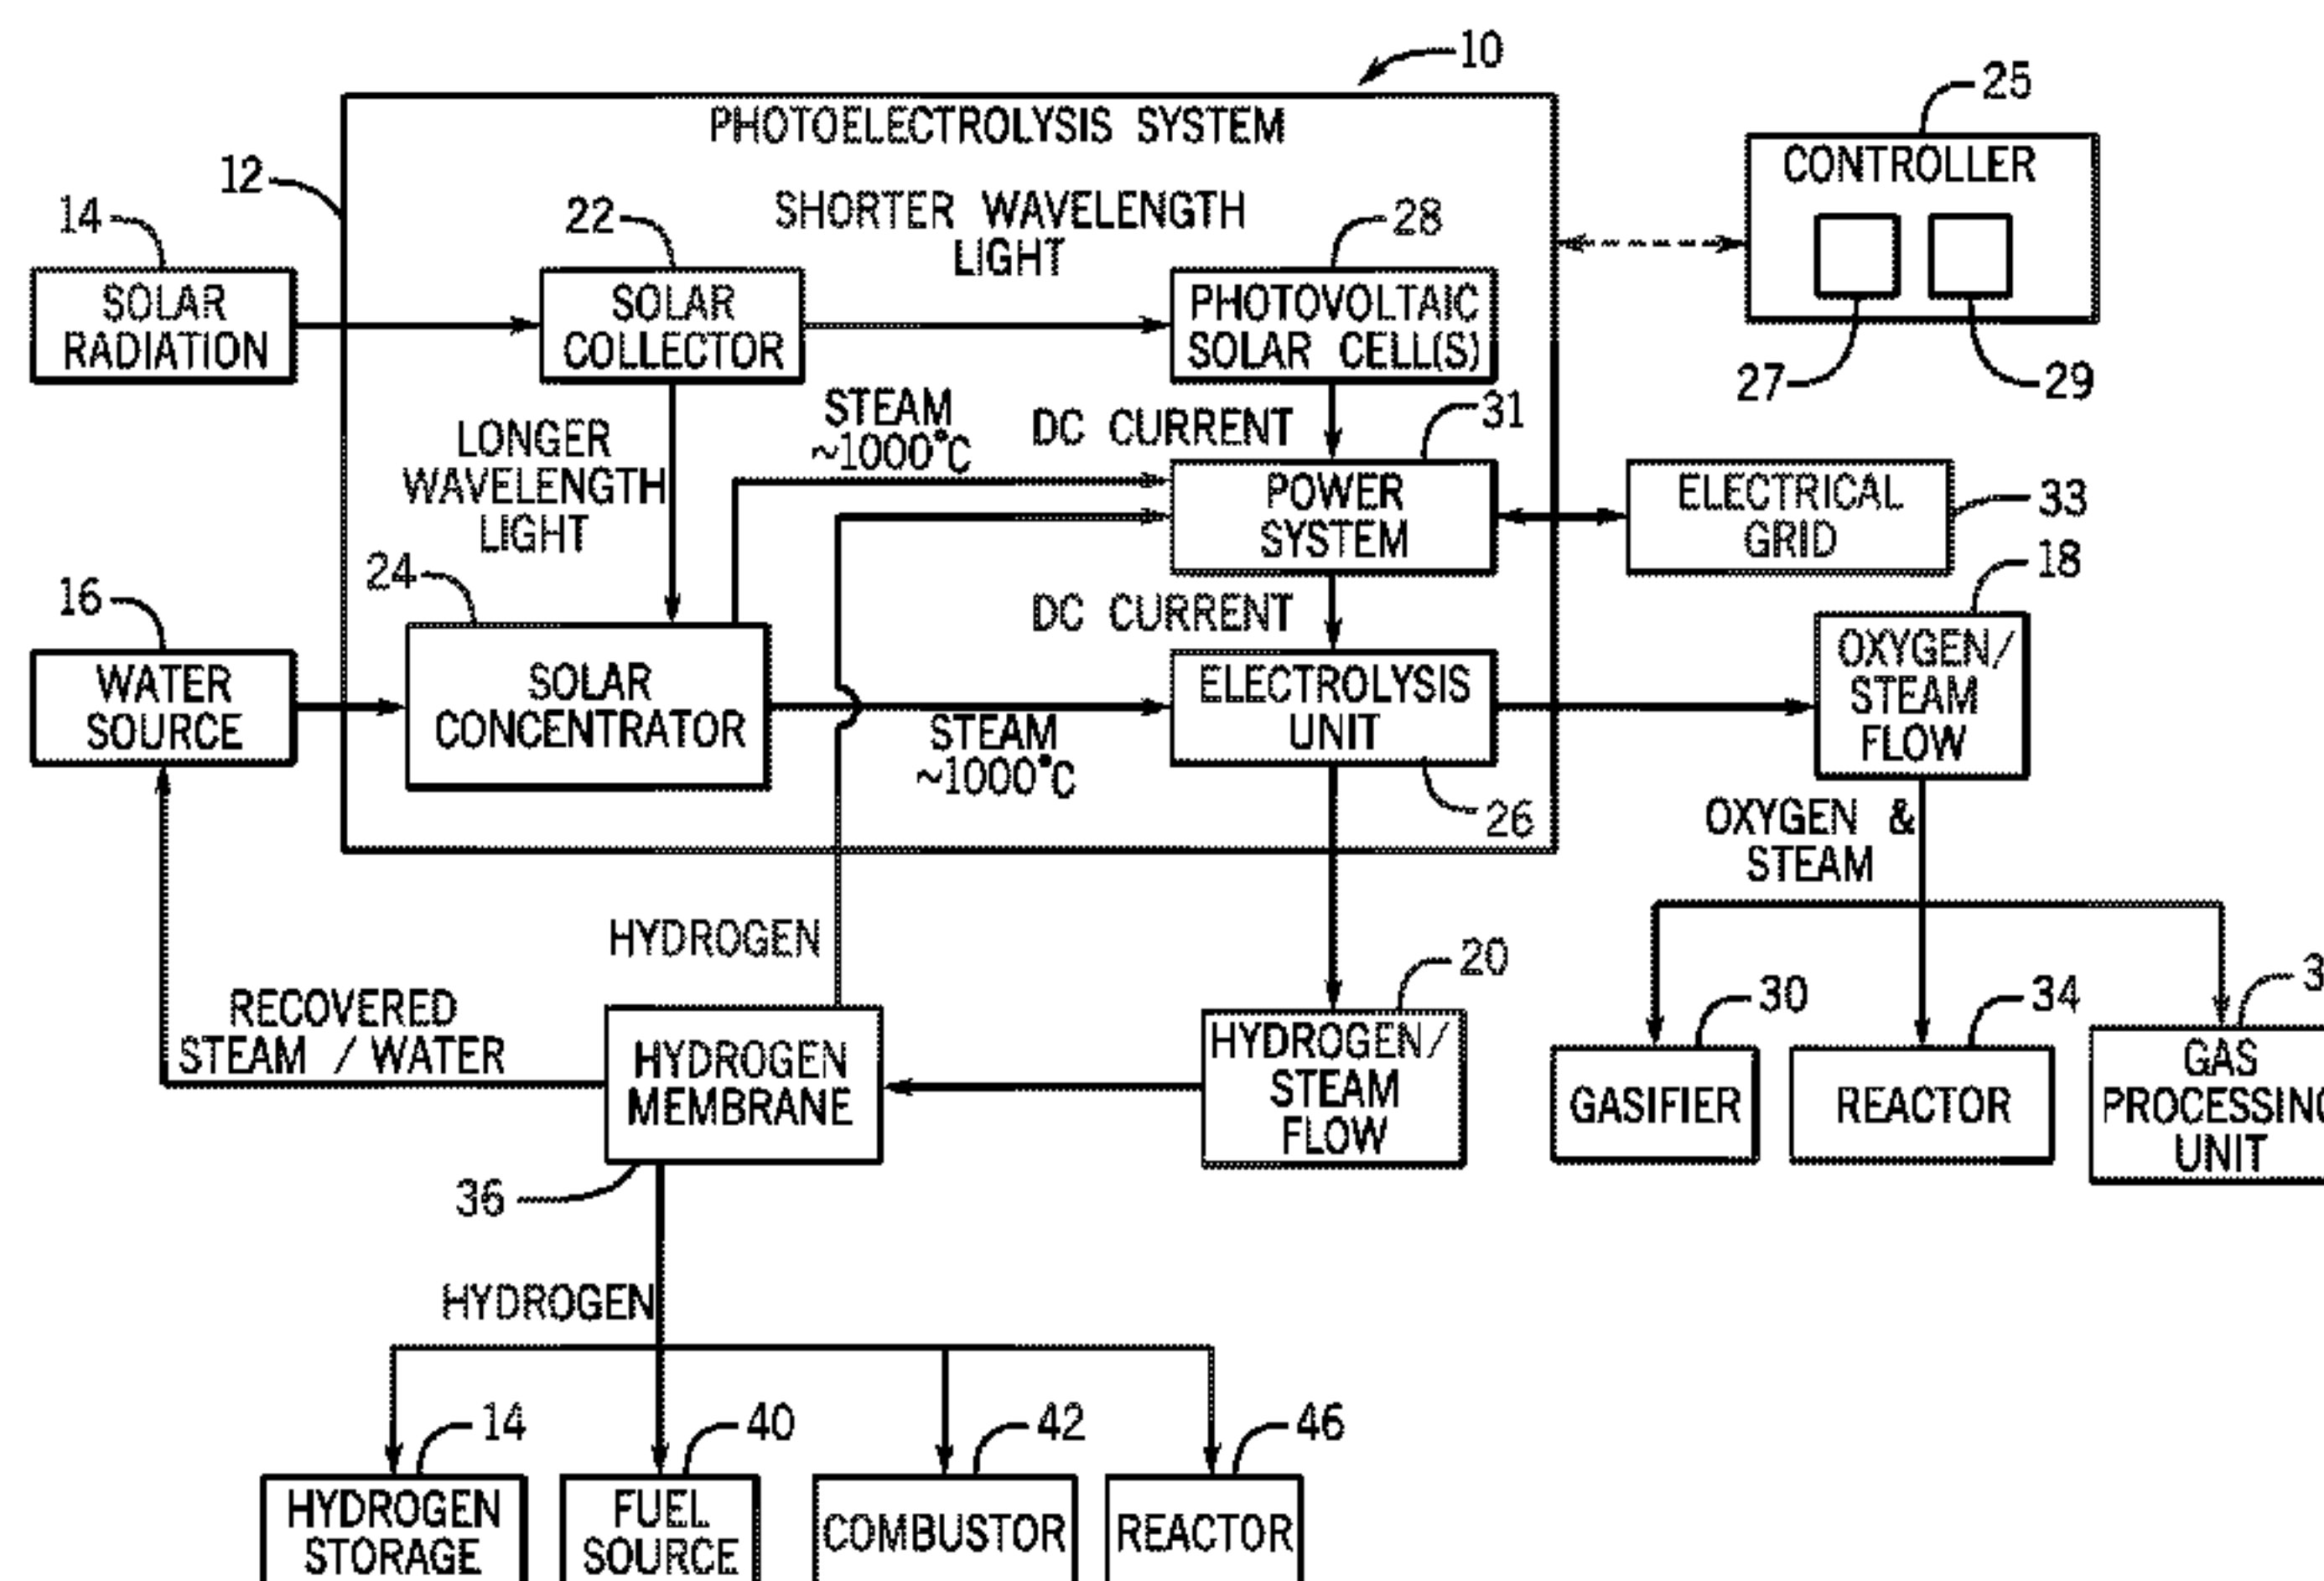 10
PHOTOELECTROLYSIS SYSTEM
25
CONTROLLER
12
14
22
SHORTER WAVELENGTH
LIGHT
28
SOLAR
RADIATION
SOLAR
COLLECTOR
PHOTOVOLTAIC
SOLAR CELL(S)
27
29
LONGER
WAVELENGTH
LIGHT
STEAM
~1000°C
DC CURRENT
31
POWER
SYSTEM
ELECTRICAL
GRID
33
24
16
DC CURRENT
18
WATER
SOURCE
SOLAR
CONCENTRATOR
STEAM
~1000°C
ELECTROLYSIS
UNIT
26
OXYGEN/
STEAM
FLOW
OXYGEN &
STEAM
HYDROGEN
20
30
34
RECOVERED
STEAM / WATER
HYDROGEN
MEMBRANE
36
HYDROGEN/
STEAM
FLOW
GASIFIER
REACTOR
GAS
PROCESSING
UNIT
HYDROGEN
14
40
42
46
HYDROGEN
STORAGE
FUEL
SOURCE
COMBUSTOR
REACTOR